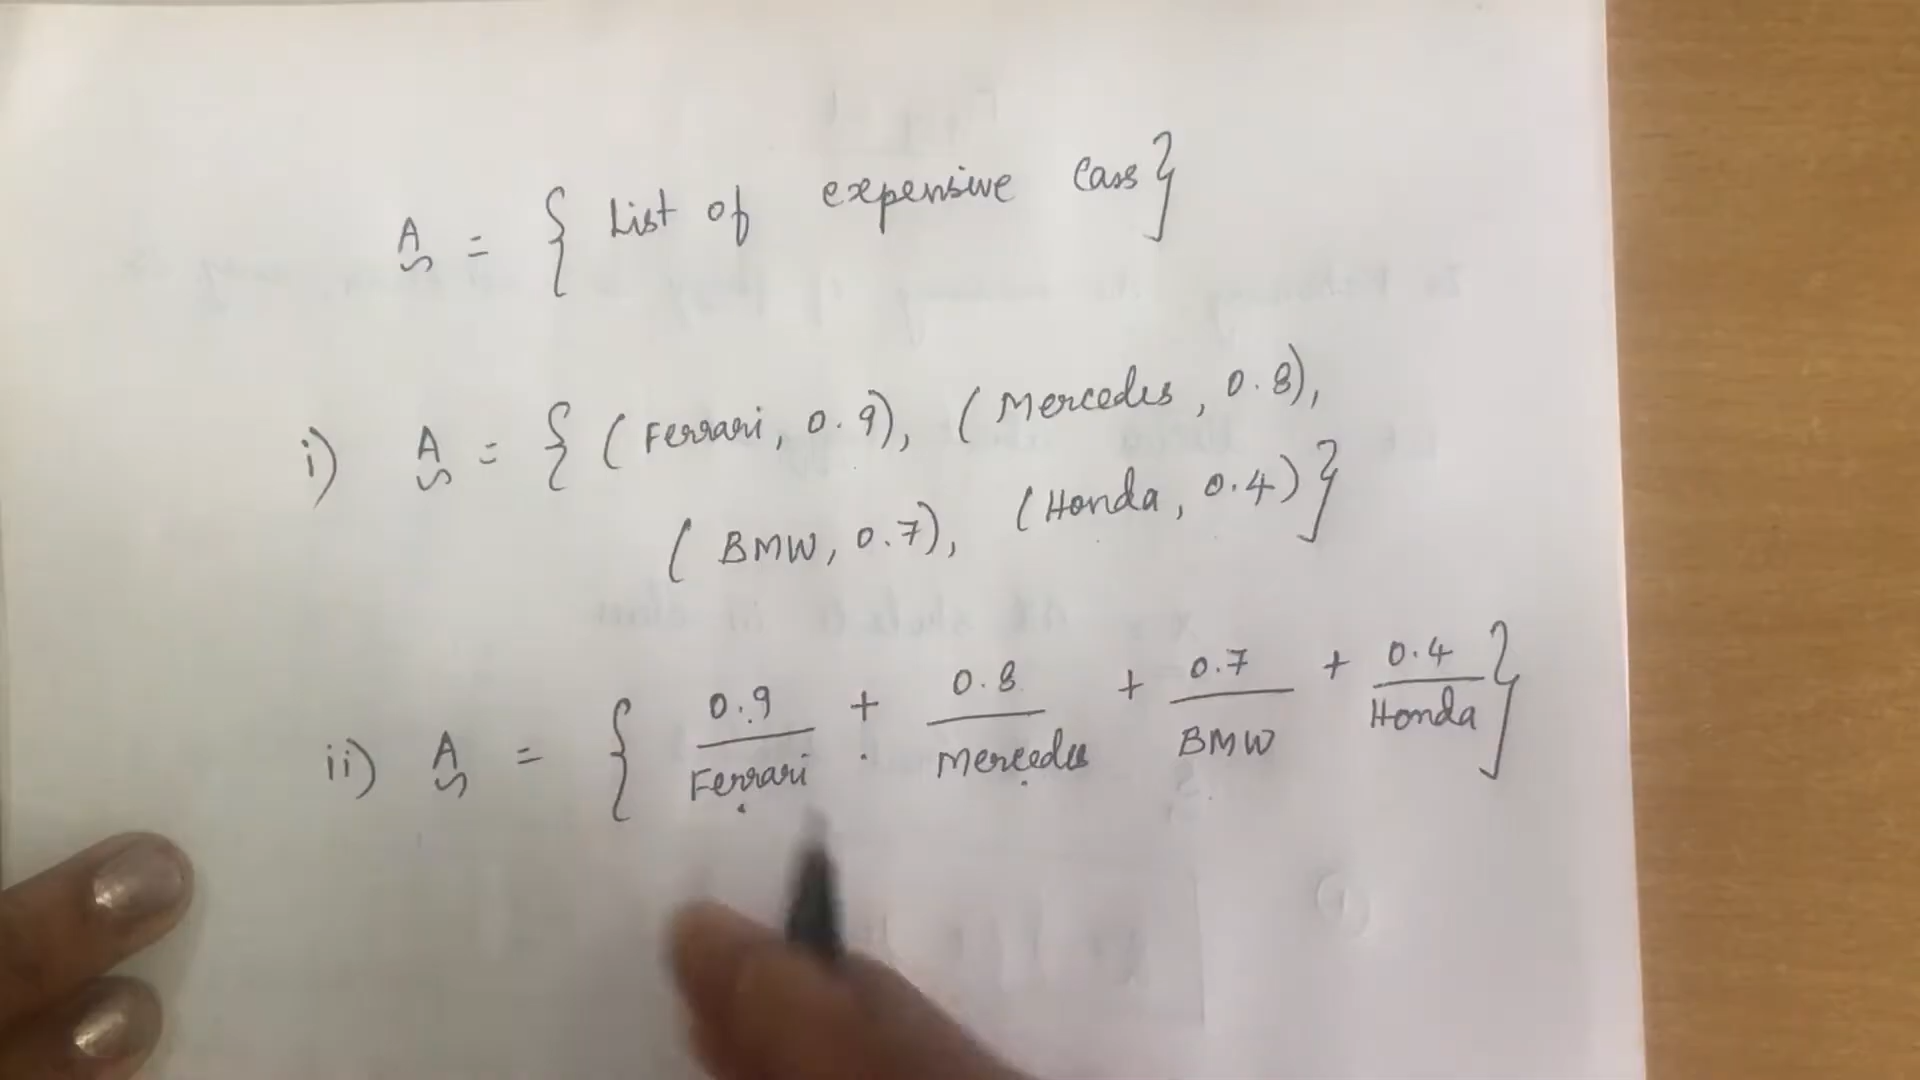 A = { List of expensive Cars }
i) A = { ( Ferrari, 0.9), ( Mercedes, 0.8),
( BMW, 0.7), ( Honda, 0.4) }
ii) A = { 0.9/Ferrari + 0.8/Mercedes + 0.7/BMW + 0.4/Honda }